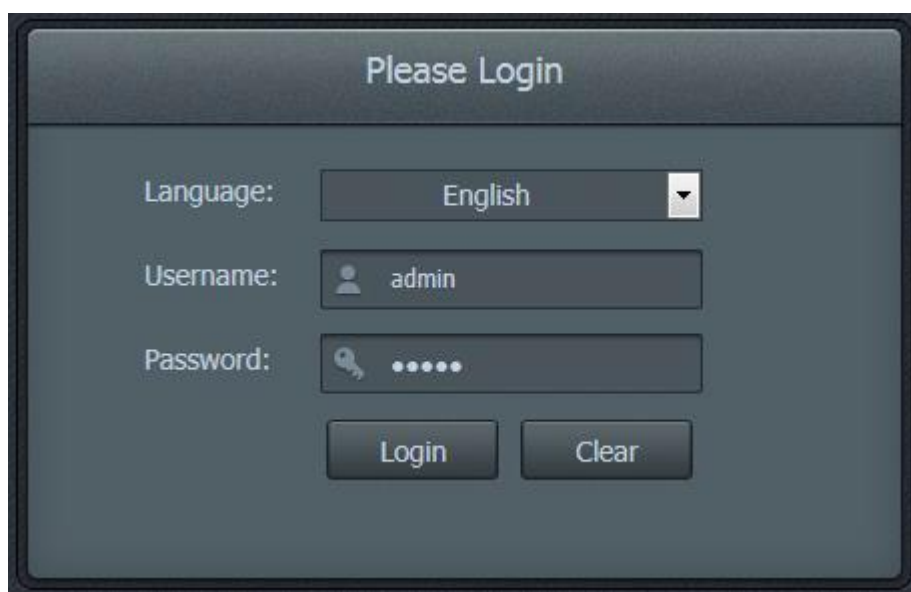 Please Login
Language: English
Username: admin
Password: •••••
Login Clear